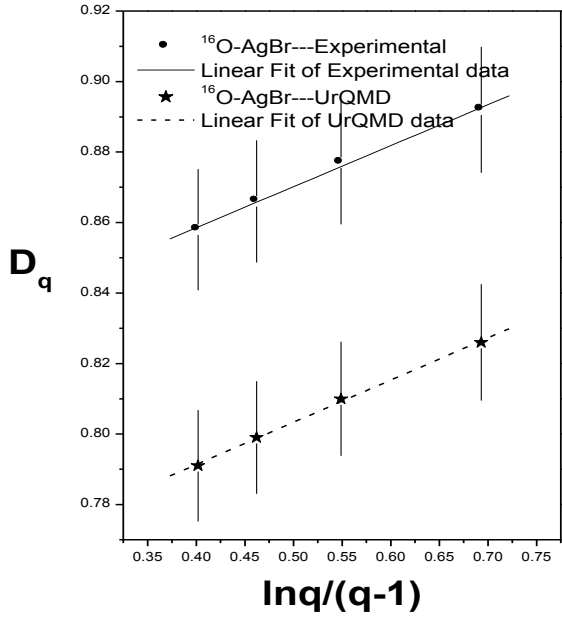 0.92
0.90
0.88
0.86
0.84
0.82
0.80
0.78
D_q
16O-AgBr---Experimental
Linear Fit of Experimental data
16O-AgBr---UrQMD
Linear Fit of UrQMD data
0.35 0.40 0.45 0.50 0.55 0.60 0.65 0.70 0.75
lnq/(q-1)